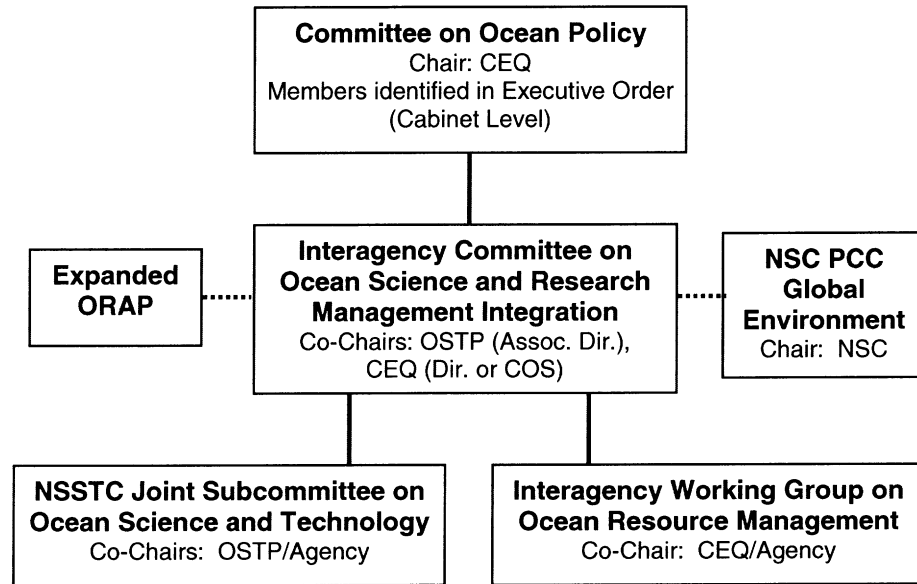 Committee on Ocean Policy
Chair: CEQ
Members identified in Executive Order
(Cabinet Level)
Expanded
ORAP
Interagency Committee on
Ocean Science and Research
Management Integration
Co-Chairs: OSTP (Assoc. Dir.),
CEQ (Dir. or COS)
NSC PCC
Global
Environment
Chair: NSC
NSSTC Joint Subcommittee on
Ocean Science and Technology
Co-Chairs: OSTP/Agency
Interagency Working Group on
Ocean Resource Management
Co-Chair: CEQ/Agency